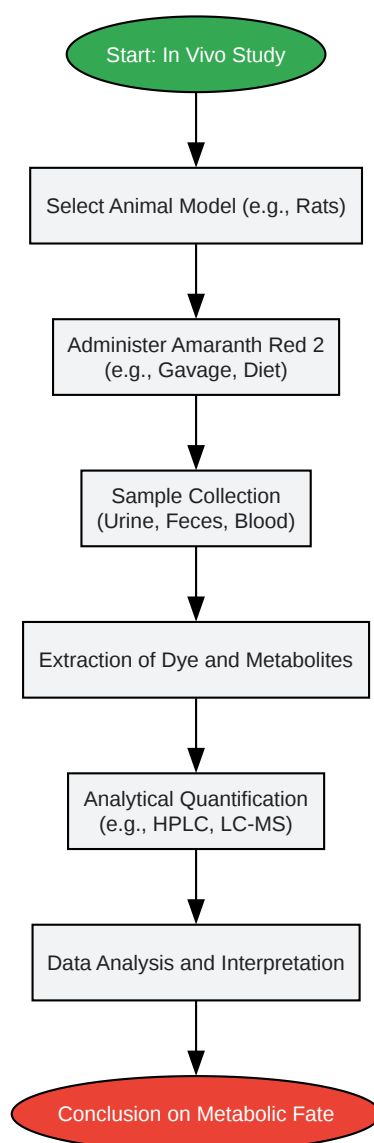 Start: In Vivo Study
Select Animal Model (e.g., Rats)
Administer Amaranth Red 2
(e.g., Gavage, Diet)
Sample Collection
(Urine, Feces, Blood)
Extraction of Dye and Metabolites
Analytical Quantification
(e.g., HPLC, LC-MS)
Data Analysis and Interpretation
Conclusion on Metabolic Fate